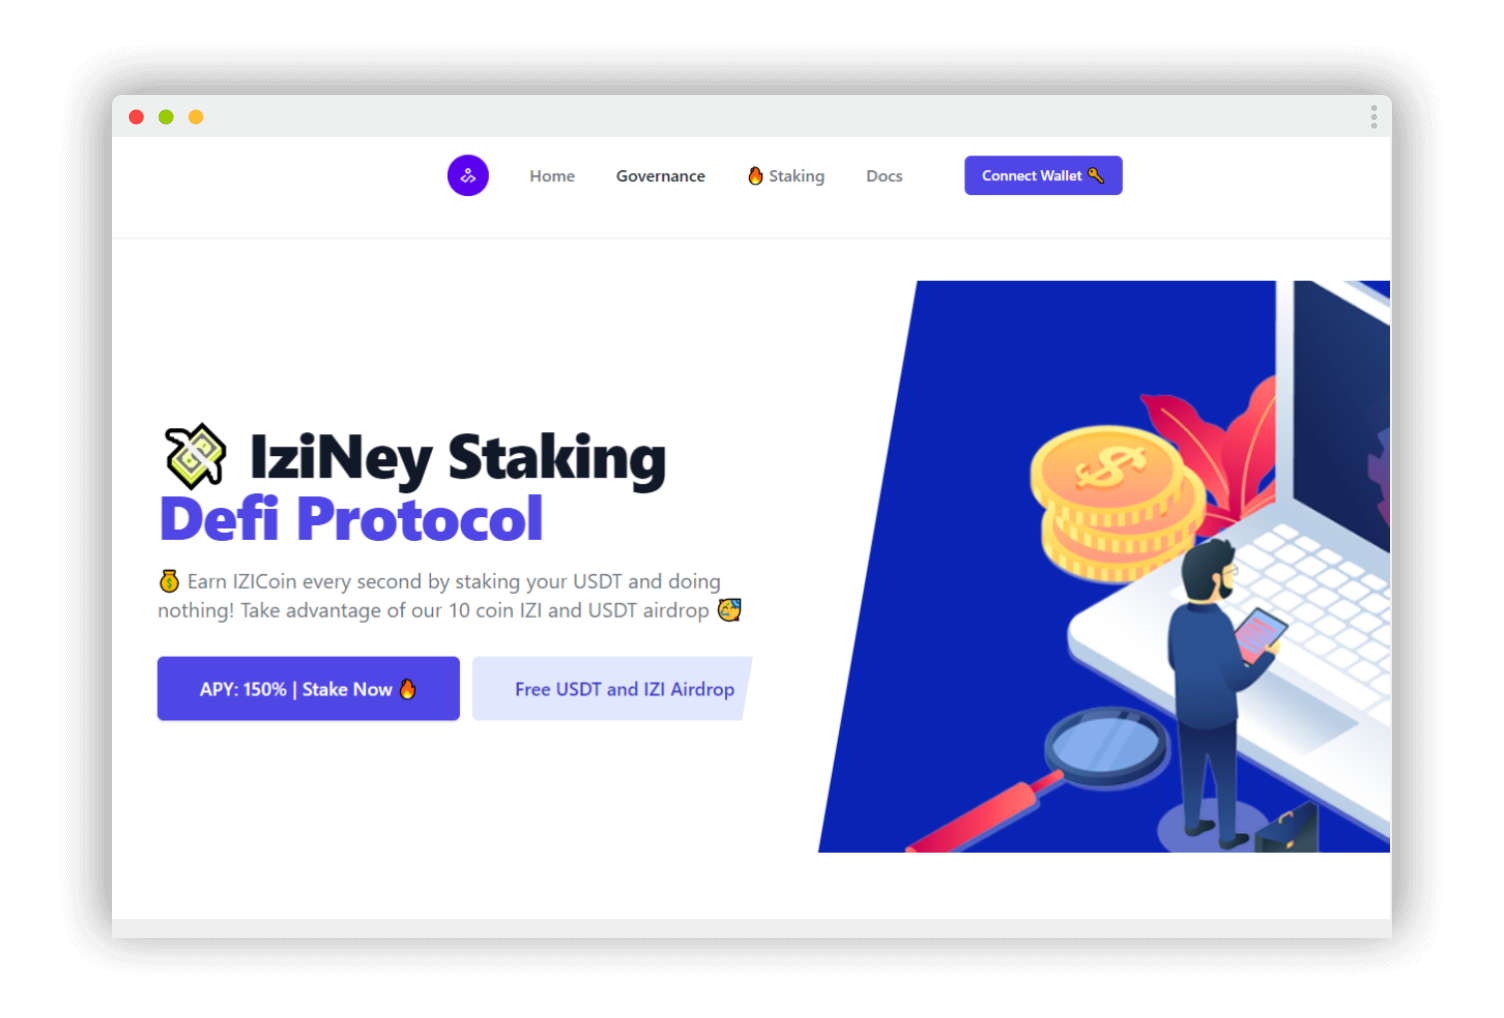 Home Governance 🔥 Staking Docs Connect Wallet 🔑
💸 IziNey Staking
Defi Protocol
💰 Earn IZICoin every second by staking your USDT and doing
nothing! Take advantage of our 10 coin IZI and USDT airdrop 🥳
APY: 150% | Stake Now 🔥 Free USDT and IZI Airdrop